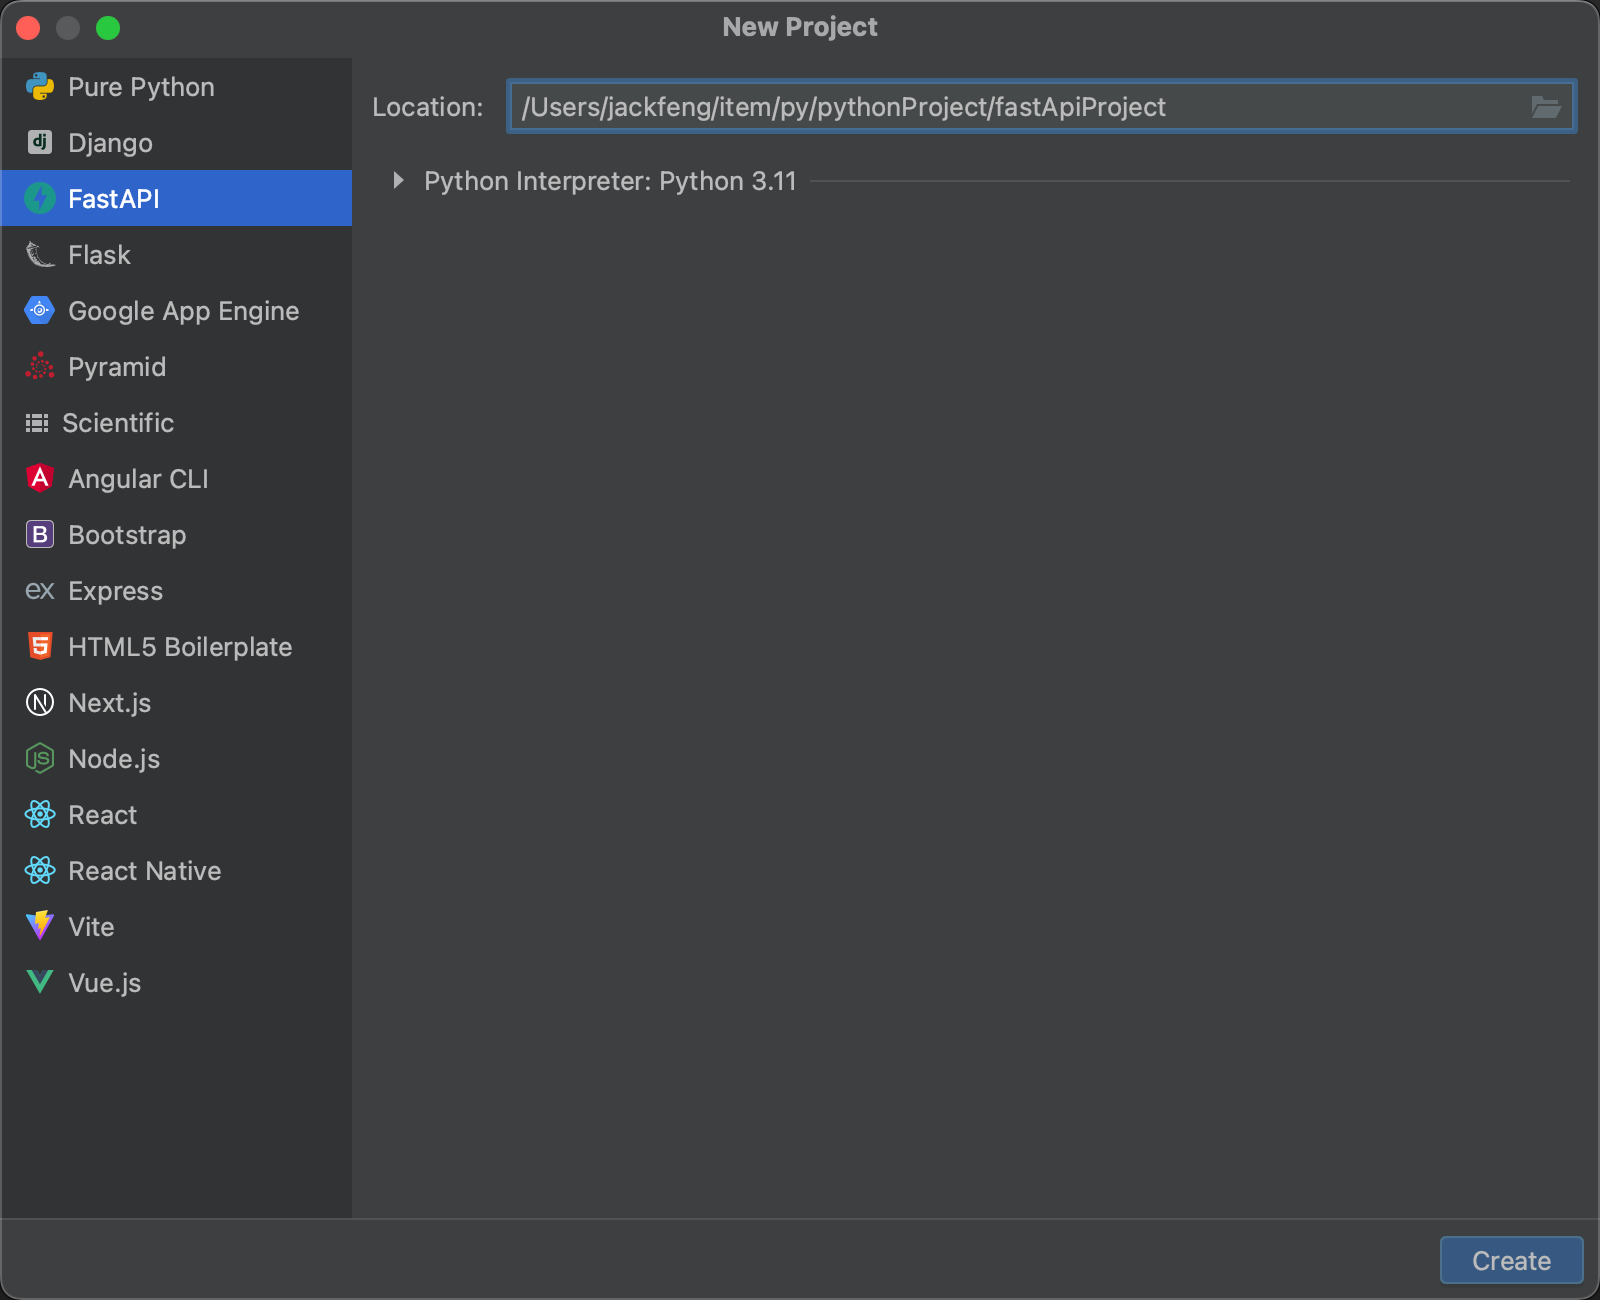 New Project
Pure Python
dj Django
FastAPI
Flask
Google App Engine
Pyramid
Scientific
A Angular CLI
B Bootstrap
ex Express
5 HTML5 Boilerplate
N Next.js
JS Node.js
React
React Native
Vite
Vue.js
Location: /Users/jackfeng/item/py/pythonProject/fastApiProject
Python Interpreter: Python 3.11
Create